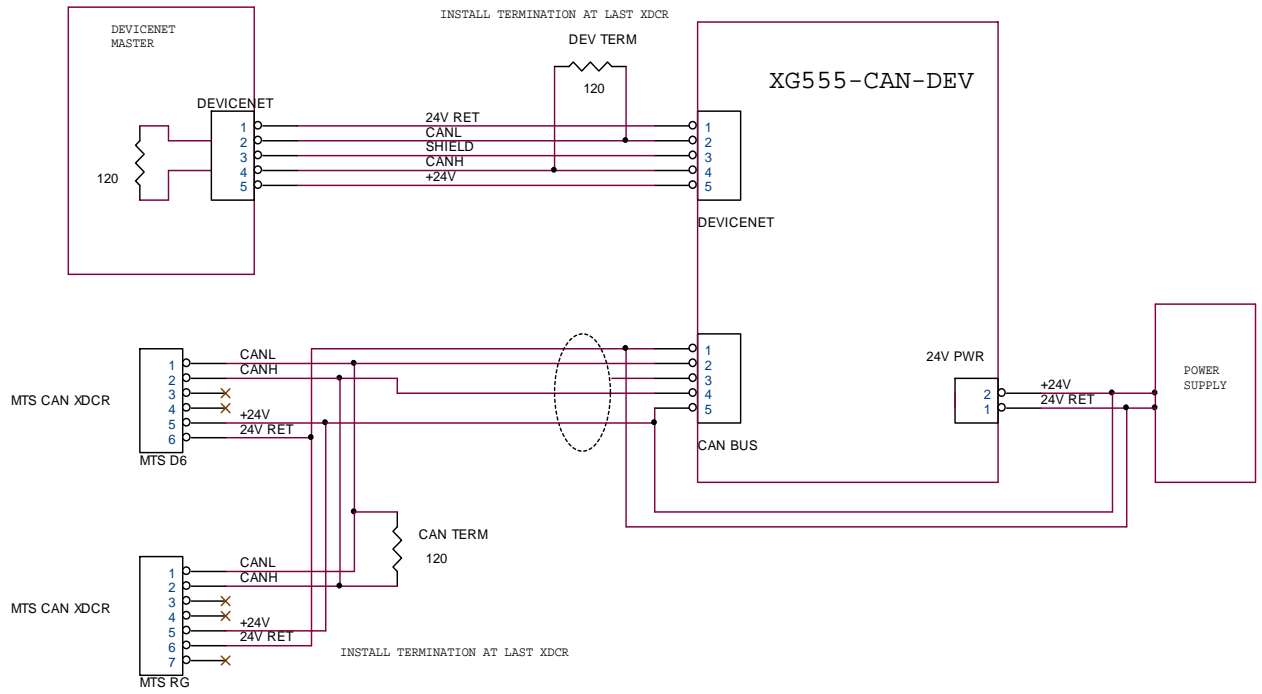 INSTALL TERMINATION AT LAST XDCR
DEVICENET
MASTER
DEV TERM
120
XG555-CAN-DEV
DEVICENET
1
2
3
4
5
120
24V RET
CANL
SHIELD
CANH
+24V
1
2
3
4
5
DEVICENET
MTS CAN XDCR
1
2
3
4
5
6
MTS D6
CANL
CANH
+24V
24V RET
1
2
3
4
5
CAN BUS
24V PWR
2
1
+24V
24V RET
POWER
SUPPLY
CAN TERM
120
MTS CAN XDCR
1
2
3
4
5
6
7
MTS RG
CANL
CANH
+24V
24V RET
INSTALL TERMINATION AT LAST XDCR